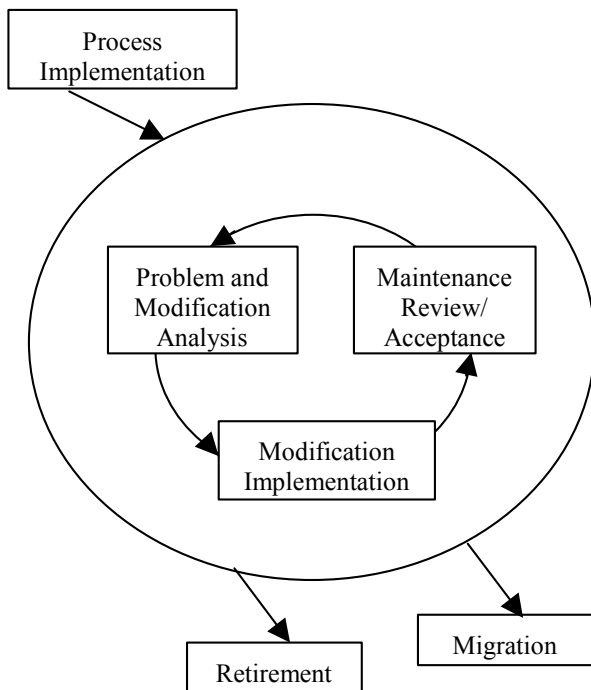 Process
Implementation
Problem and
Modification
Analysis
Maintenance
Review/
Acceptance
Modification
Implementation
Migration
Retirement